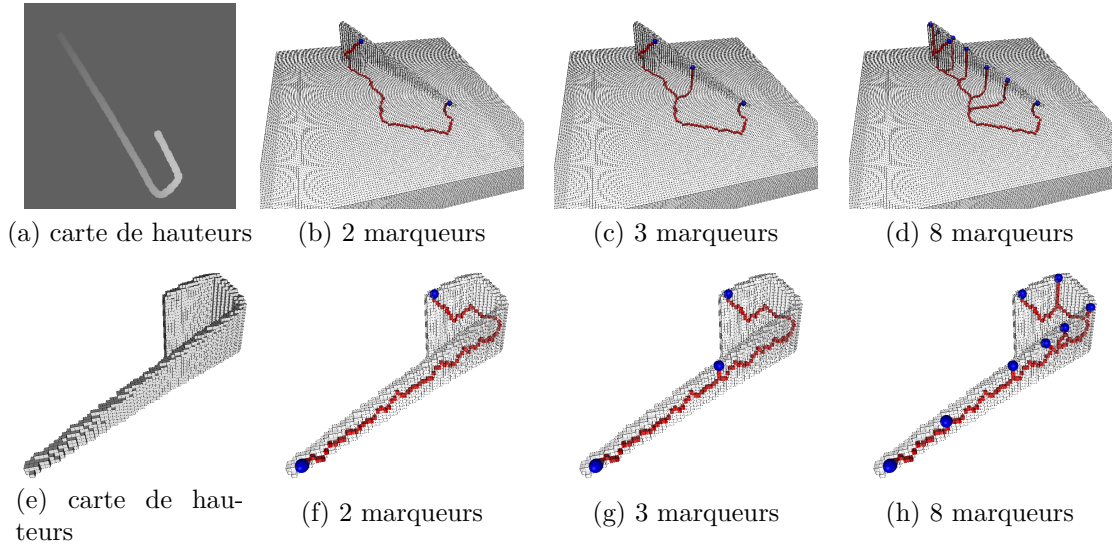 (a) carte de hauteurs
(b) 2 marqueurs
(c) 3 marqueurs
(d) 8 marqueurs
(e) carte de hau-
teurs
(f) 2 marqueurs
(g) 3 marqueurs
(h) 8 marqueurs